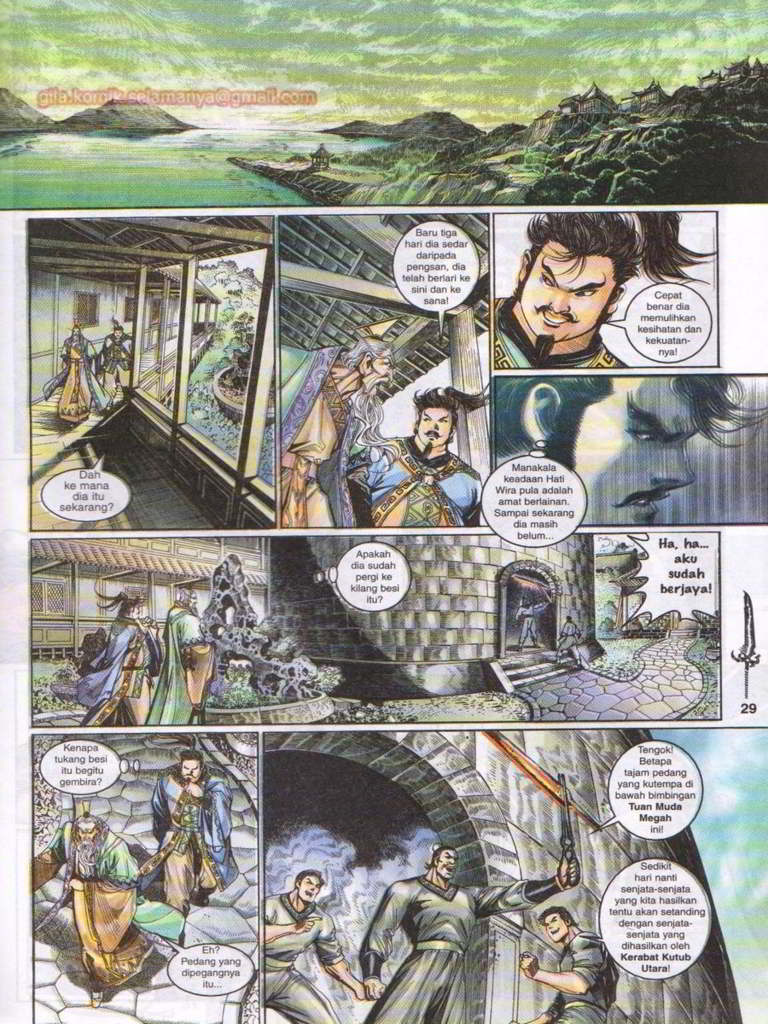 gila.komik.selamanya@gmail.com
Baru tiga
hari dia sedar
daripada
pengsan, dia
telah berlari ke
sini dan ke
sana!
Dah
ke mana
dia itu
sekarang?
Cepat
benar dia
memulihkan
kesihatan dan
kekuatan-
nya!
Manakala
keadaan Hati
Wira pula adalah
amat berlainan.
Sampai sekarang
dia masih
belum...
Apakah
dia sudah
pergi ke
kilang besi
itu?
Ha, ha...
aku
sudah
berjaya!
29
Kenapa
tukang besi
itu begitu
gembira?
Eh?
Pedang yang
dipegangnya
itu...
Tengok!
Betapa
tajam pedang
yang kutempa di
bawah bimbingan
Tuan Muda
Megah
ini!
Sedikit
hari nanti
senjata-senjata
yang kita hasilkan
tentu akan setanding
dengan senjata-
senjata yang
dihasilkan oleh
Kerabat Kutub
Utara!